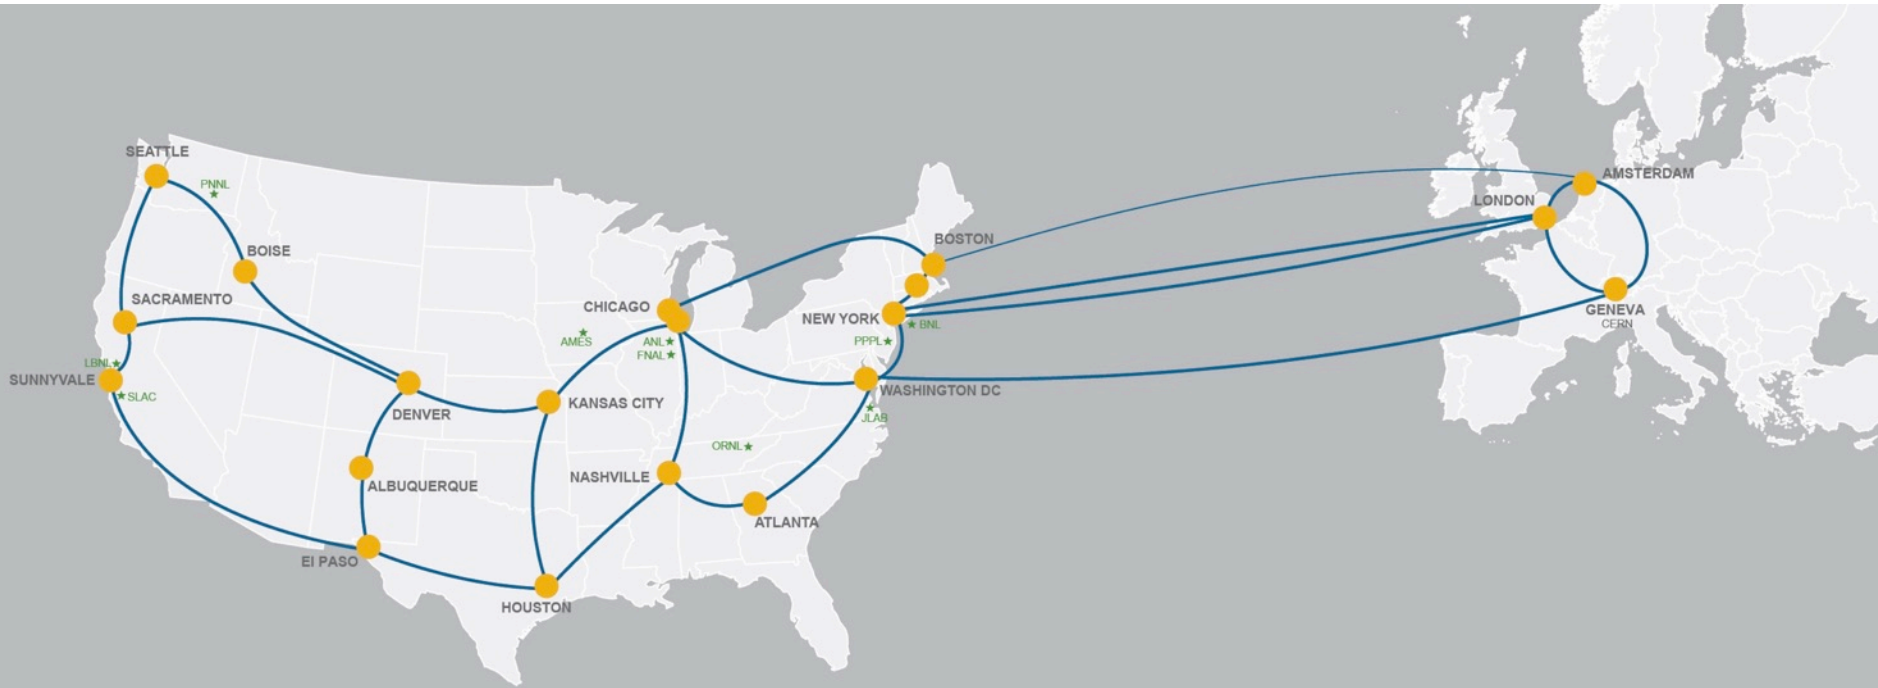 SEATTLE
PNNL
BOISE
SACRAMENTO
LBNL
SUNNYVALE
SLAC
DENVER
ALBUQUERQUE
El PASO
HOUSTON
KANSAS CITY
AMES
CHICAGO
ANL
FNAL
NASHVILLE
ORNL
ATLANTA
BOSTON
NEW YORK
BNL
PPPL
WASHINGTON DC
JLAB
AMSTERDAM
LONDON
GENEVA
CERN